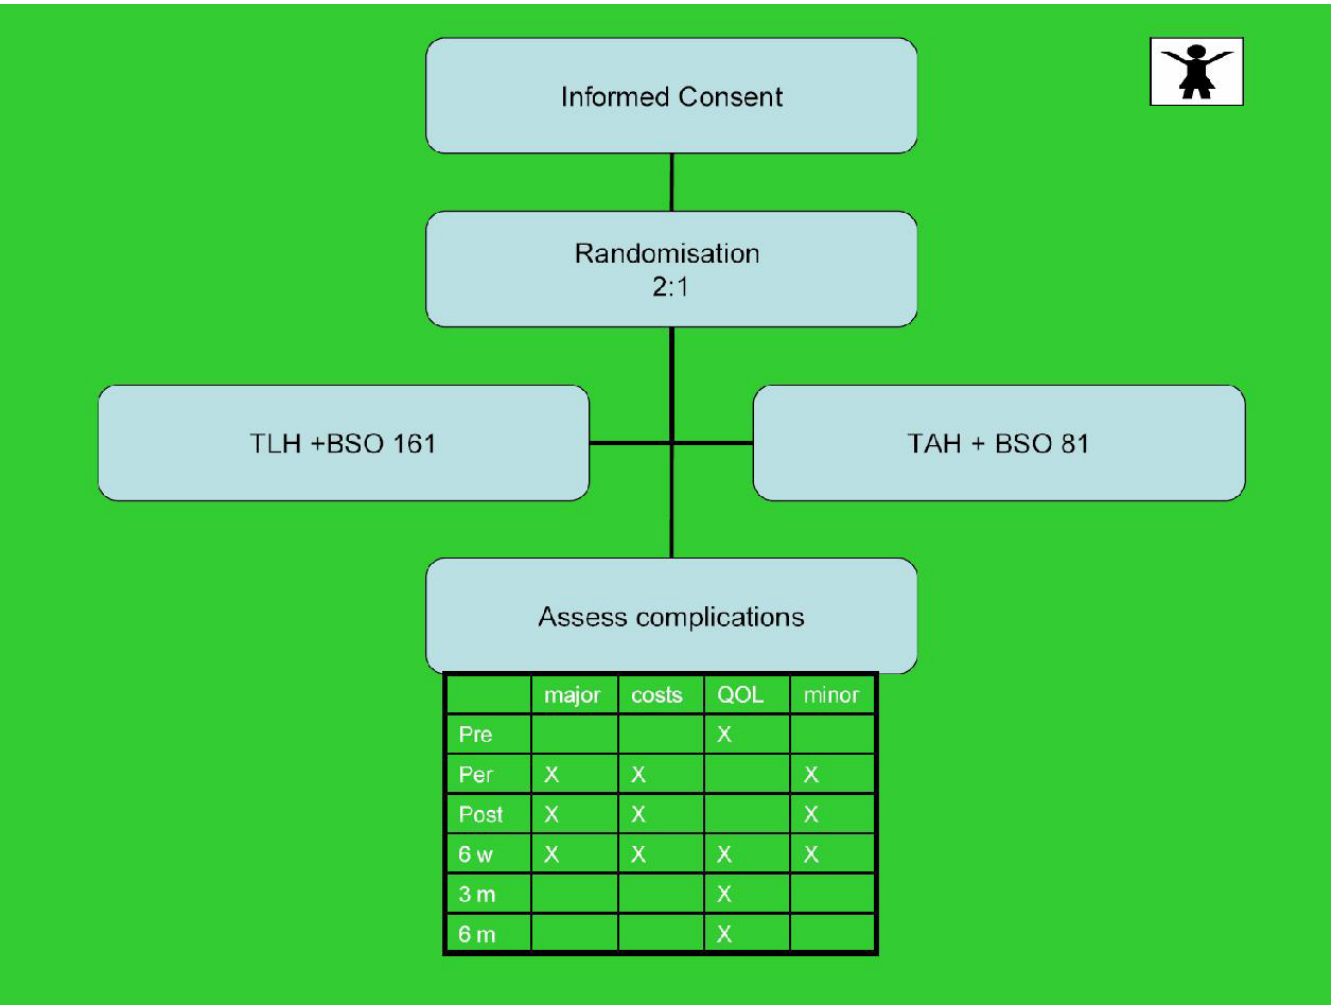 Informed Consent
Randomisation
2:1
TLH +BSO 161
TAH + BSO 81
Assess complications
major costs QOL minor
Pre X
Per X X X
Post X X X
6 w X X X X
3 m X
6 m X